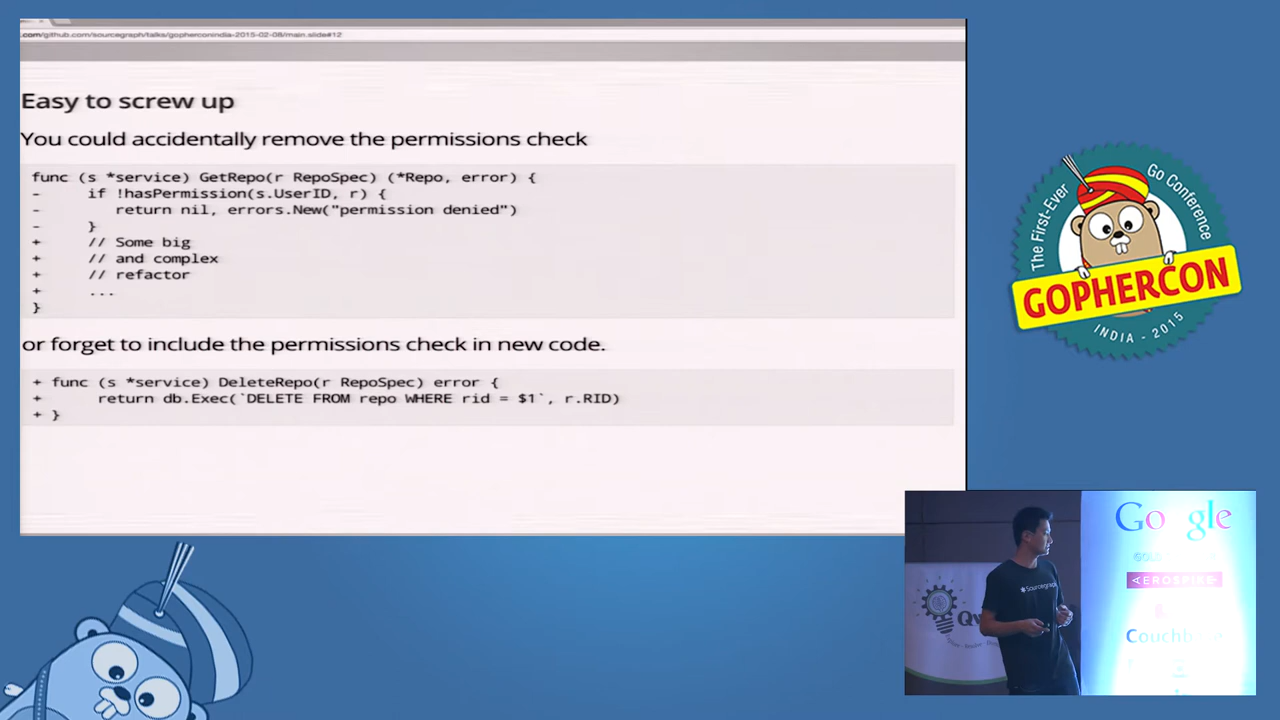 .com/github.com/sourcegraph/talks/gopherconindia-2015-02-08/main.slide#12
Easy to screw up
You could accidentally remove the permissions check
func (s *service) GetRepo(r RepoSpec) (*Repo, error) {
- if !hasPermission(s.UserID, r) {
- return nil, errors.New("permission denied")
- }
+ // Some big
+ // and complex
+ // refactor
+ ...
}
or forget to include the permissions check in new code.
+ func (s *service) DeleteRepo(r RepoSpec) error {
+ return db.Exec(`DELETE FROM repo WHERE rid = $1`, r.RID)
+ }
The First-Ever
Go Conference
GOPHERCON
INDIA - 2015
Sourcegraph
Google
AEROSPIKE